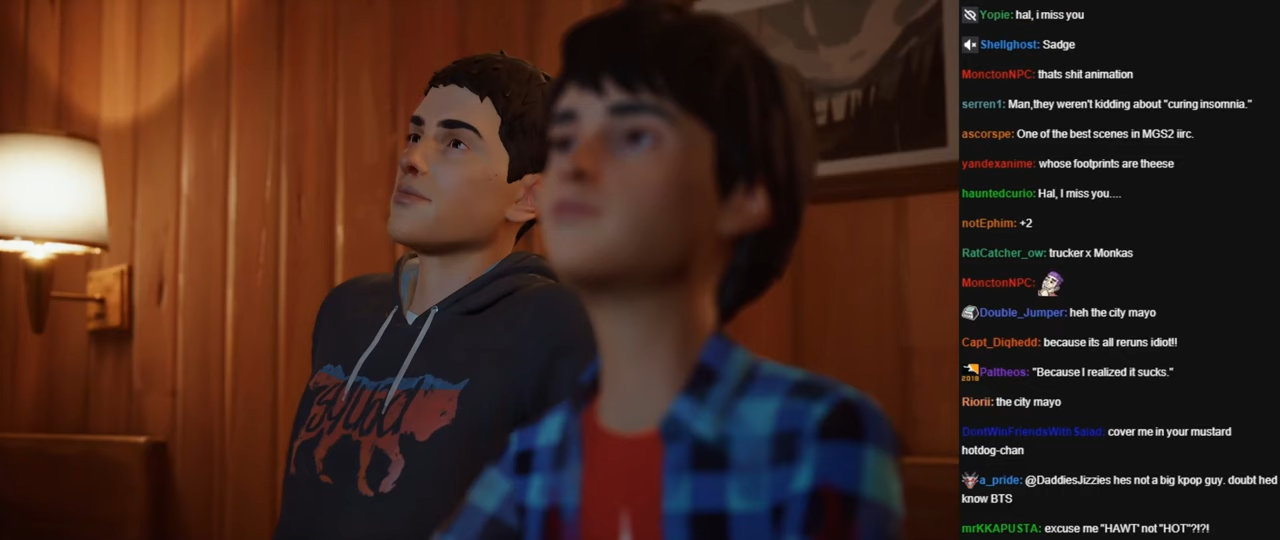 Yopie: hal, i miss you
Shellghost: Sadge
MonctonNPC: thats shit animation
serren1: Man,they weren't kidding about "curing insomnia."
ascorspe: One of the best scenes in MGS2 iirc.
yandexanime: whose footprints are theese
hauntedcurio: Hal, I miss you....
notEphim: +2
RatCatcher_ow: trucker x Monkas
MonctonNPC:
Double_Jumper: heh the city mayo
Capt_Diqhedd: because its all reruns idiot!!
2018 Paltheos: "Because I realized it sucks."
Riorii: the city mayo
DontWinFriendsWithSalad: cover me in your mustard
hotdog-chan
a_pride: @DaddiesJizzies hes not a big kpop guy. doubt hed
know BTS
mrKKAPUSTA: excuse me "HAWT' not "HOT"?!?!
squad